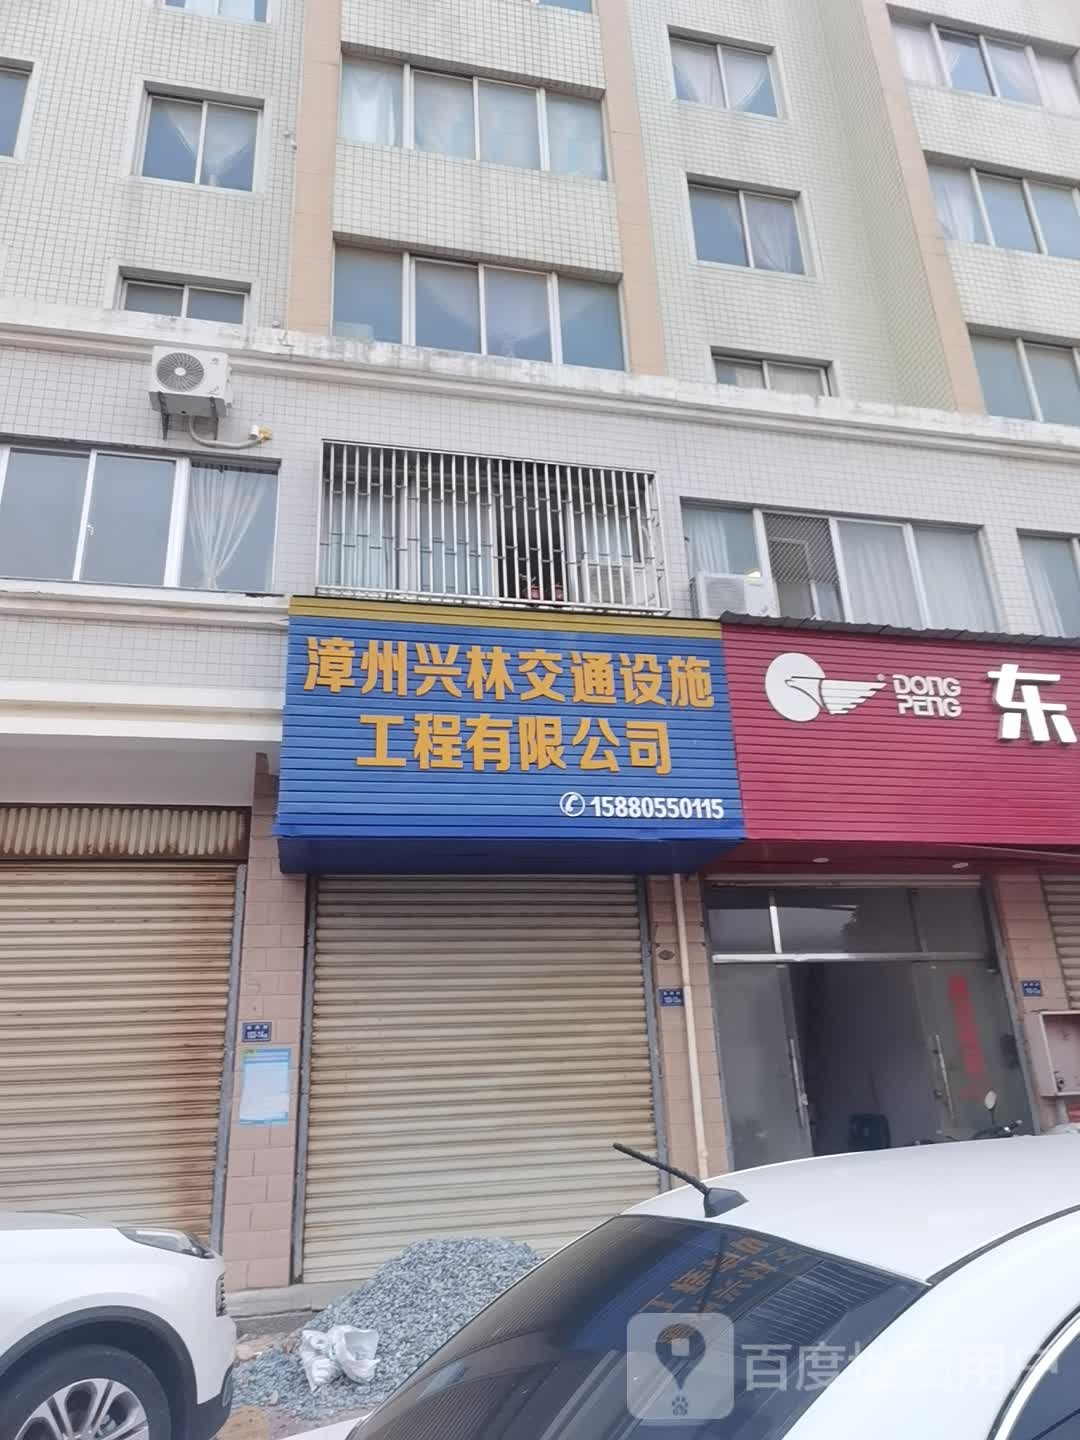 漳州兴林交通设施
工程有限公司
15880550115
DONG
PENG
东
百度地图用户